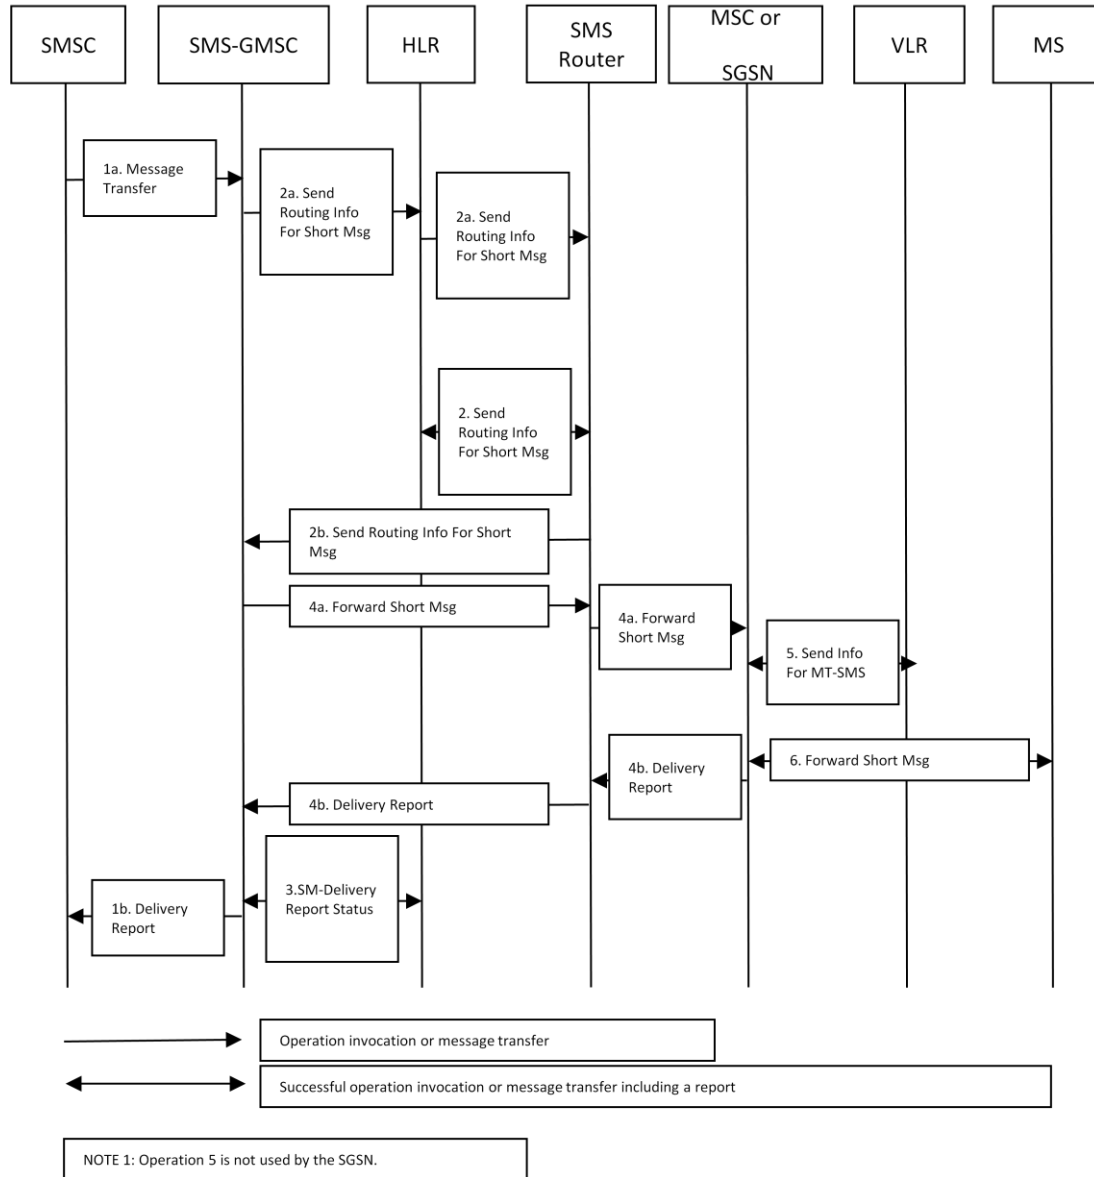 SMSC
SMS-GMSC
HLR
SMS
Router
MSC or
SGSN
VLR
MS
1a. Message
Transfer
2a. Send
Routing Info
For Short Msg
2a. Send
Routing Info
For Short Msg
2. Send
Routing Info
For Short Msg
2b. Send Routing Info For Short
Msg
4a. Forward Short Msg
4a. Forward
Short Msg
5. Send Info
For MT-SMS
6. Forward Short Msg
4b. Delivery
Report
4b. Delivery Report
3.SM-Delivery
Report Status
1b. Delivery
Report
Operation invocation or message transfer
Successful operation invocation or message transfer including a report
NOTE 1: Operation 5 is not used by the SGSN.